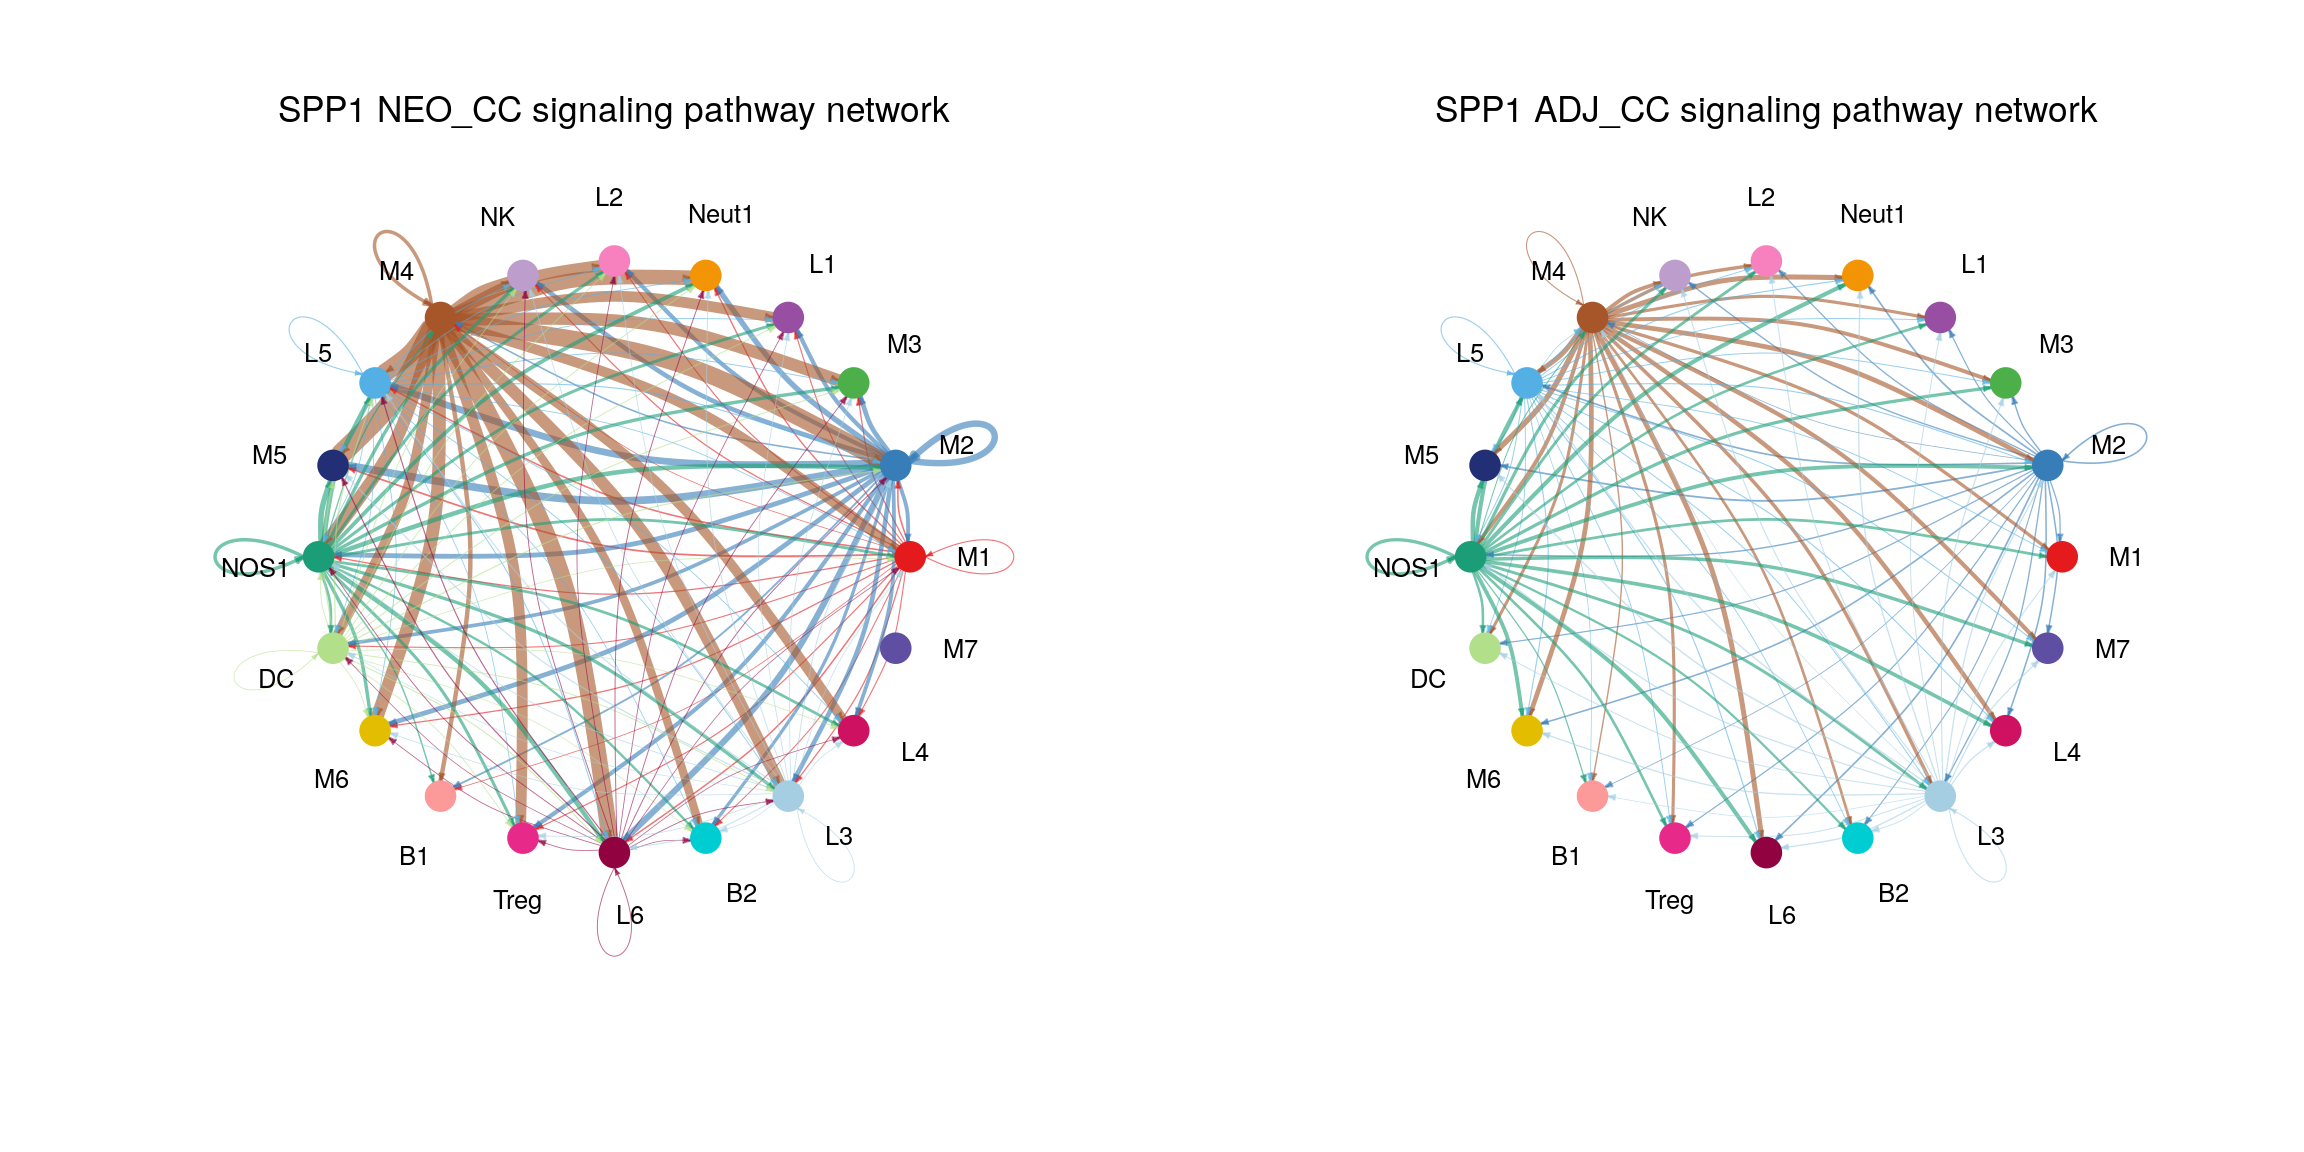 SPP1 NEO_CC signaling pathway network
NK
L2
Neut1
L1
M4
M3
L5
M2
M5
M1
NOS1
M7
DC
L4
M6
L3
B1
B2
Treg
L6
SPP1 ADJ_CC signaling pathway network
NK
L2
Neut1
L1
M4
M3
L5
M2
M5
M1
NOS1
M7
DC
L4
M6
L3
B1
B2
Treg
L6